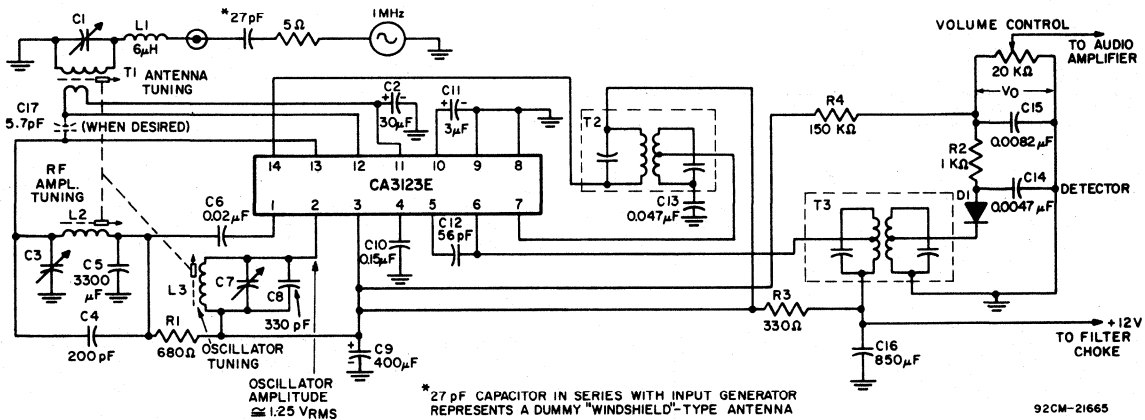 C1
L1
6µH
*27pF
5Ω
1MHz
T1 ANTENNA
TUNING
C17
5.7pF
(WHEN DESIRED)
RF
AMPL.
TUNING
L2
C3
C5
3300
µF
C4
200pF
R1
680Ω
C6
0.02µF
L3
C7
C8
330pF
OSCILLATOR
TUNING
OSCILLATOR
AMPLITUDE
≅ 1.25 VRMS
C2
+ -
30µF
C11
+ -
3µF
14 13 12 11 10 9 8
CA3123E
1 2 3 4 5 6 7
C10
0.15µF
C12
56pF
+
C9
400µF
T2
C13
0.047µF
R4
150 KΩ
R3
330Ω
T3
D1
R2
1 KΩ
VOLUME CONTROL
TO AUDIO
AMPLIFIER
20 KΩ
VO
C15
0.0082µF
C14
0.0047µF
DETECTOR
+12V
TO FILTER
CHOKE
C16
850µF
*27 pF CAPACITOR IN SERIES WITH INPUT GENERATOR
REPRESENTS A DUMMY "WINDSHIELD"-TYPE ANTENNA
92CM-21665